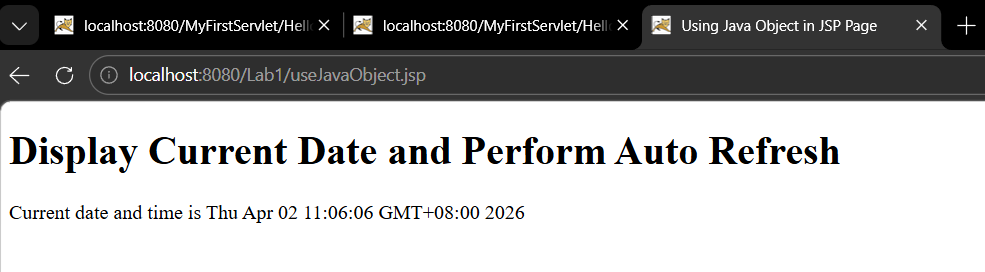 localhost:8080/MyFirstServlet/Hell
localhost:8080/MyFirstServlet/Hell
Using Java Object in JSP Page
localhost:8080/Lab1/useJavaObject.jsp
Display Current Date and Perform Auto Refresh
Current date and time is Thu Apr 02 11:06:06 GMT+08:00 2026